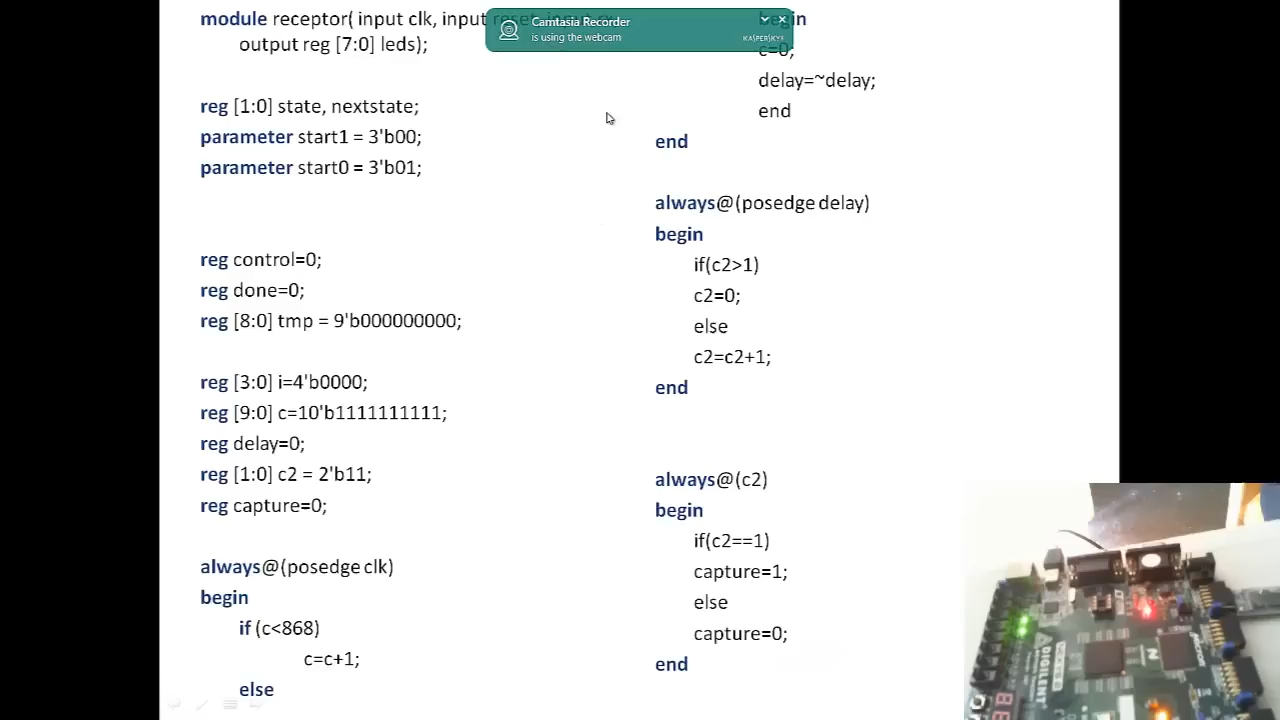 module receptor( input clk, input
output reg [7:0] leds);
reg [1:0] state, nextstate;
parameter start1 = 3'b00;
parameter start0 = 3'b01;
reg control=0;
reg done=0;
reg [8:0] tmp = 9'b000000000;
reg [3:0] i=4'b0000;
reg [9:0] c=10'b1111111111;
reg delay=0;
reg [1:0] c2 = 2'b11;
reg capture=0;
always@(posedge clk)
begin
if (c<868)
c=c+1;
else
Camtasia Recorder
is using the webcam
KASPERSKY
begin
c=0;
delay=~delay;
end
end
always@(posedge delay)
begin
if(c2>1)
c2=0;
else
c2=c2+1;
end
always@(c2)
begin
if(c2==1)
capture=1;
else
capture=0;
end
DIGILENT